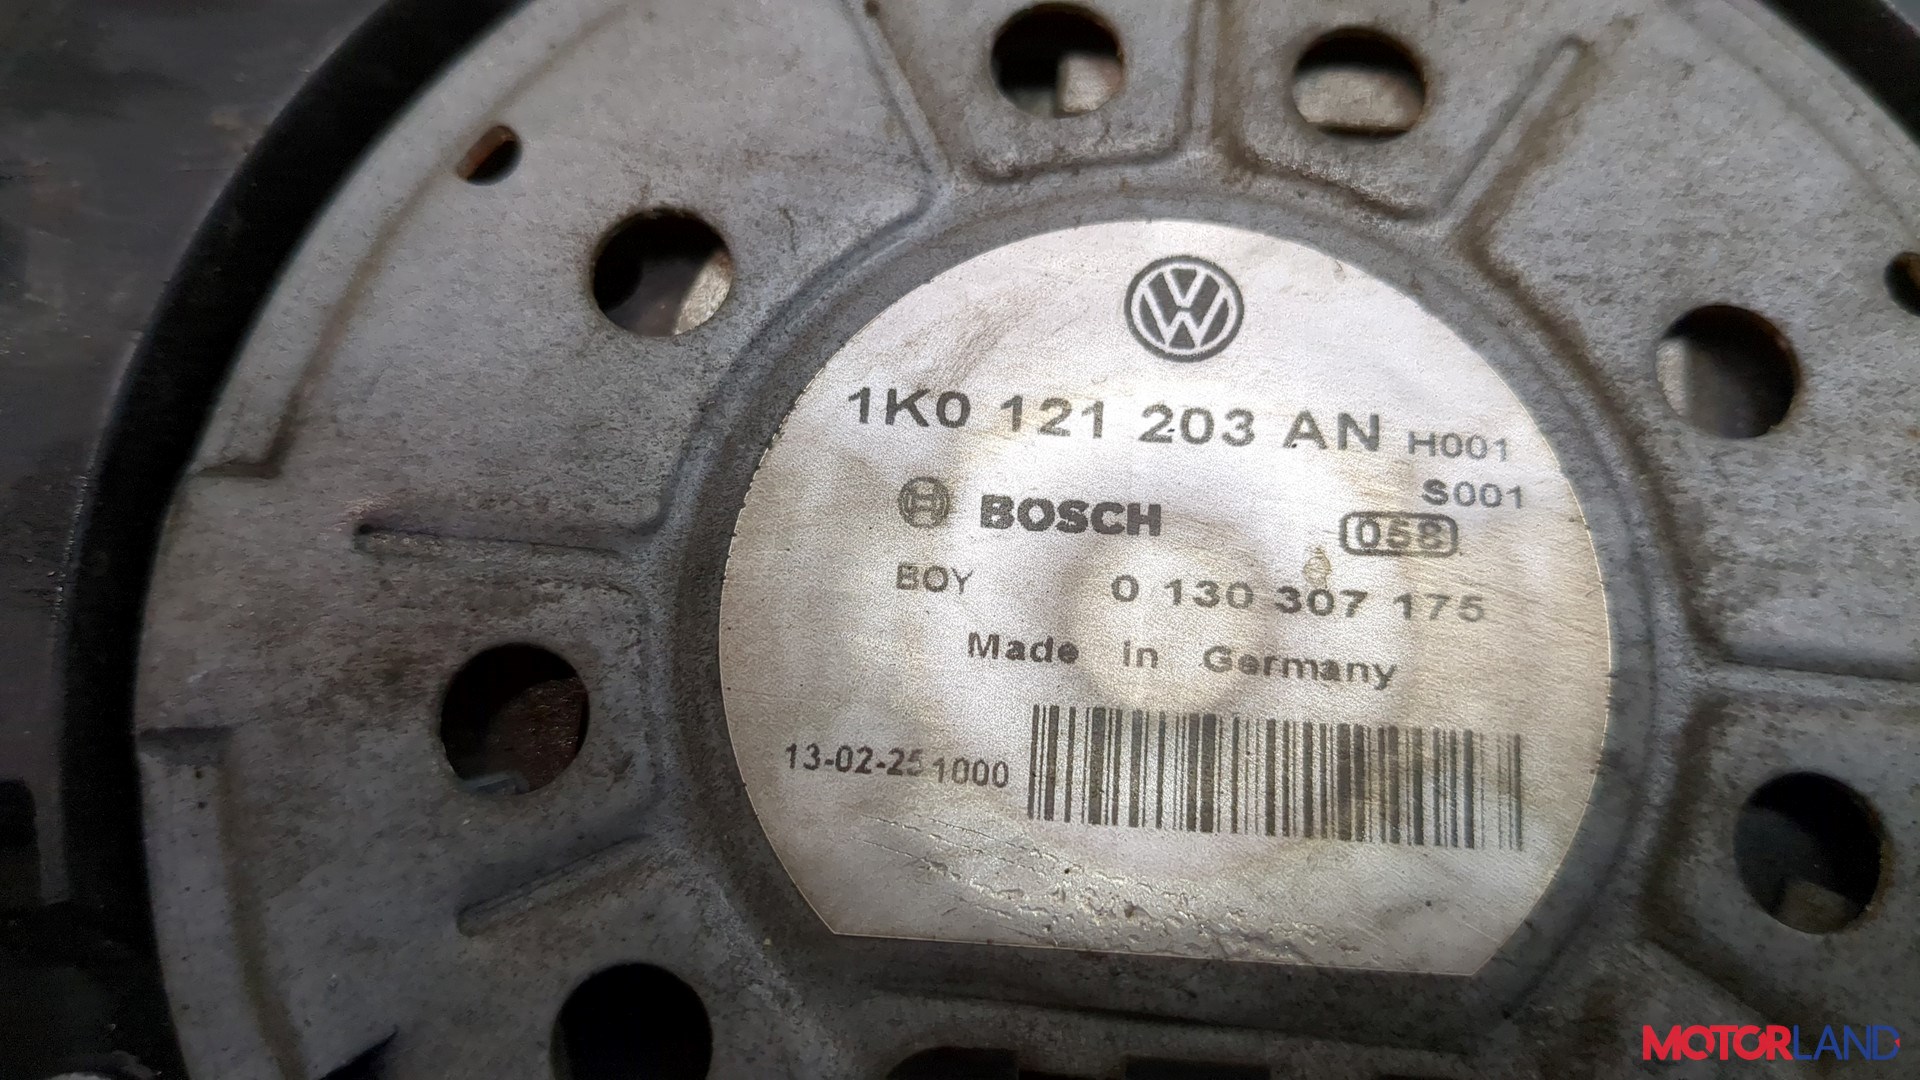 1K0 121 203 AN H001
S001
BOSCH
058
BOY 0 130 307 175
Made in Germany
13-02-25 1000
MOTORLAND